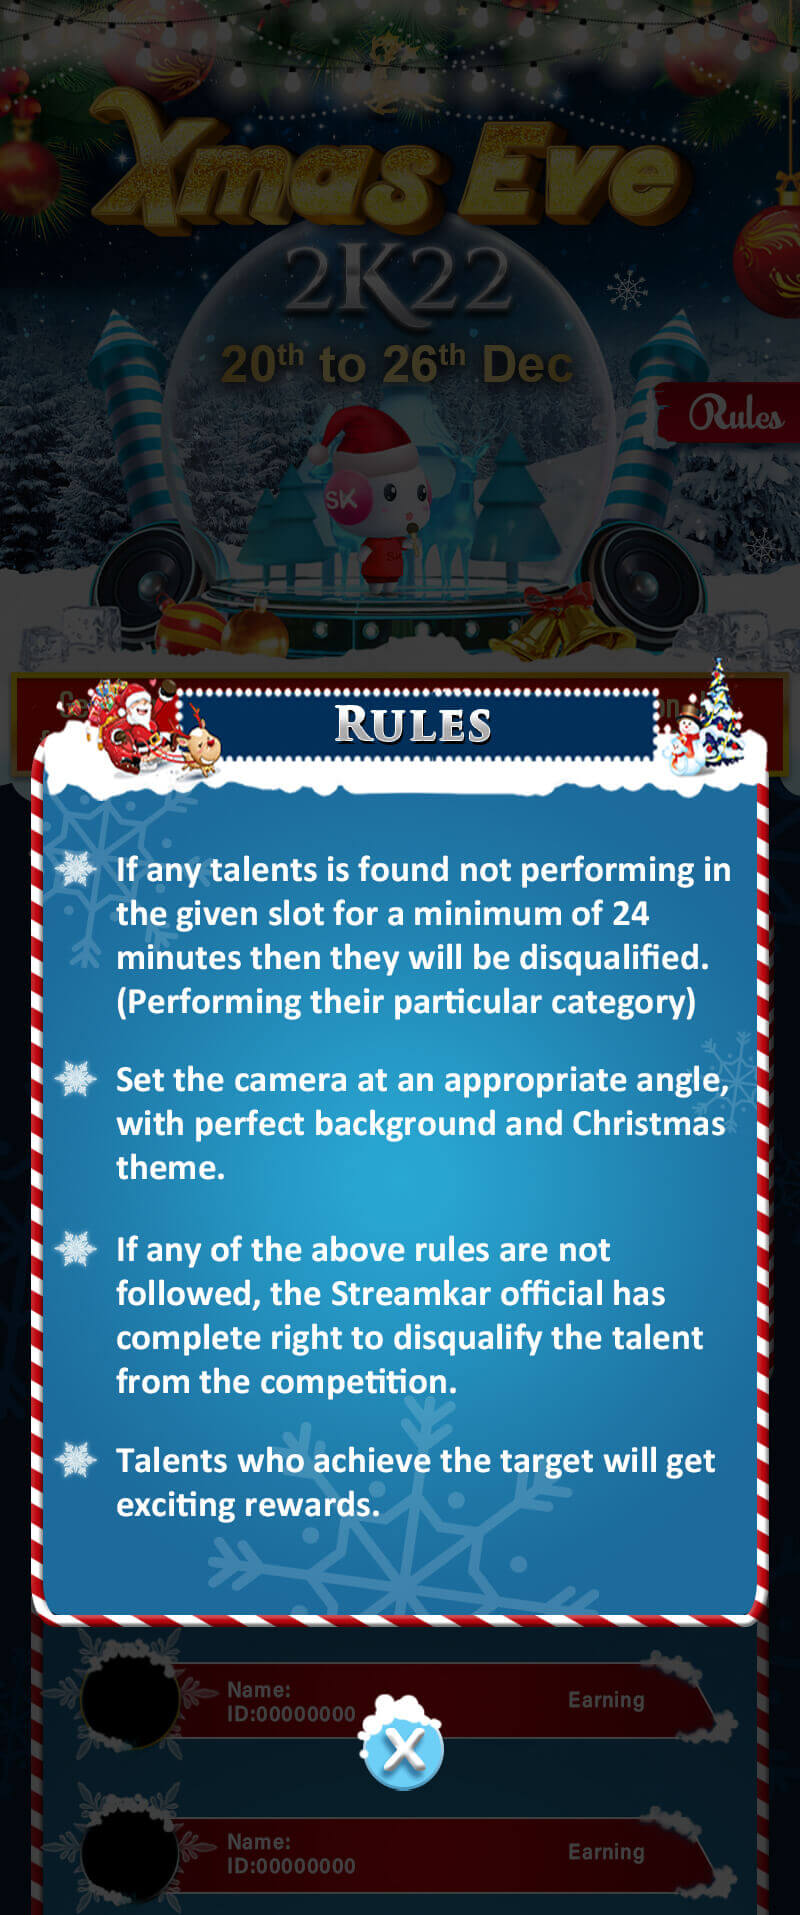 Xmas Eve
2K22
20th to 26th Dec
Rules
SK
RULES
If any talents is found not performing in
the given slot for a minimum of 24
minutes then they will be disqualified.
(Performing their particular category)
Set the camera at an appropriate angle,
with perfect background and Christmas
theme.
If any of the above rules are not
followed, the Streamkar official has
complete right to disqualify the talent
from the competition.
Talents who achieve the target will get
exciting rewards.
Name:
ID:00000000
Earning
X
Name:
ID:00000000
Earning